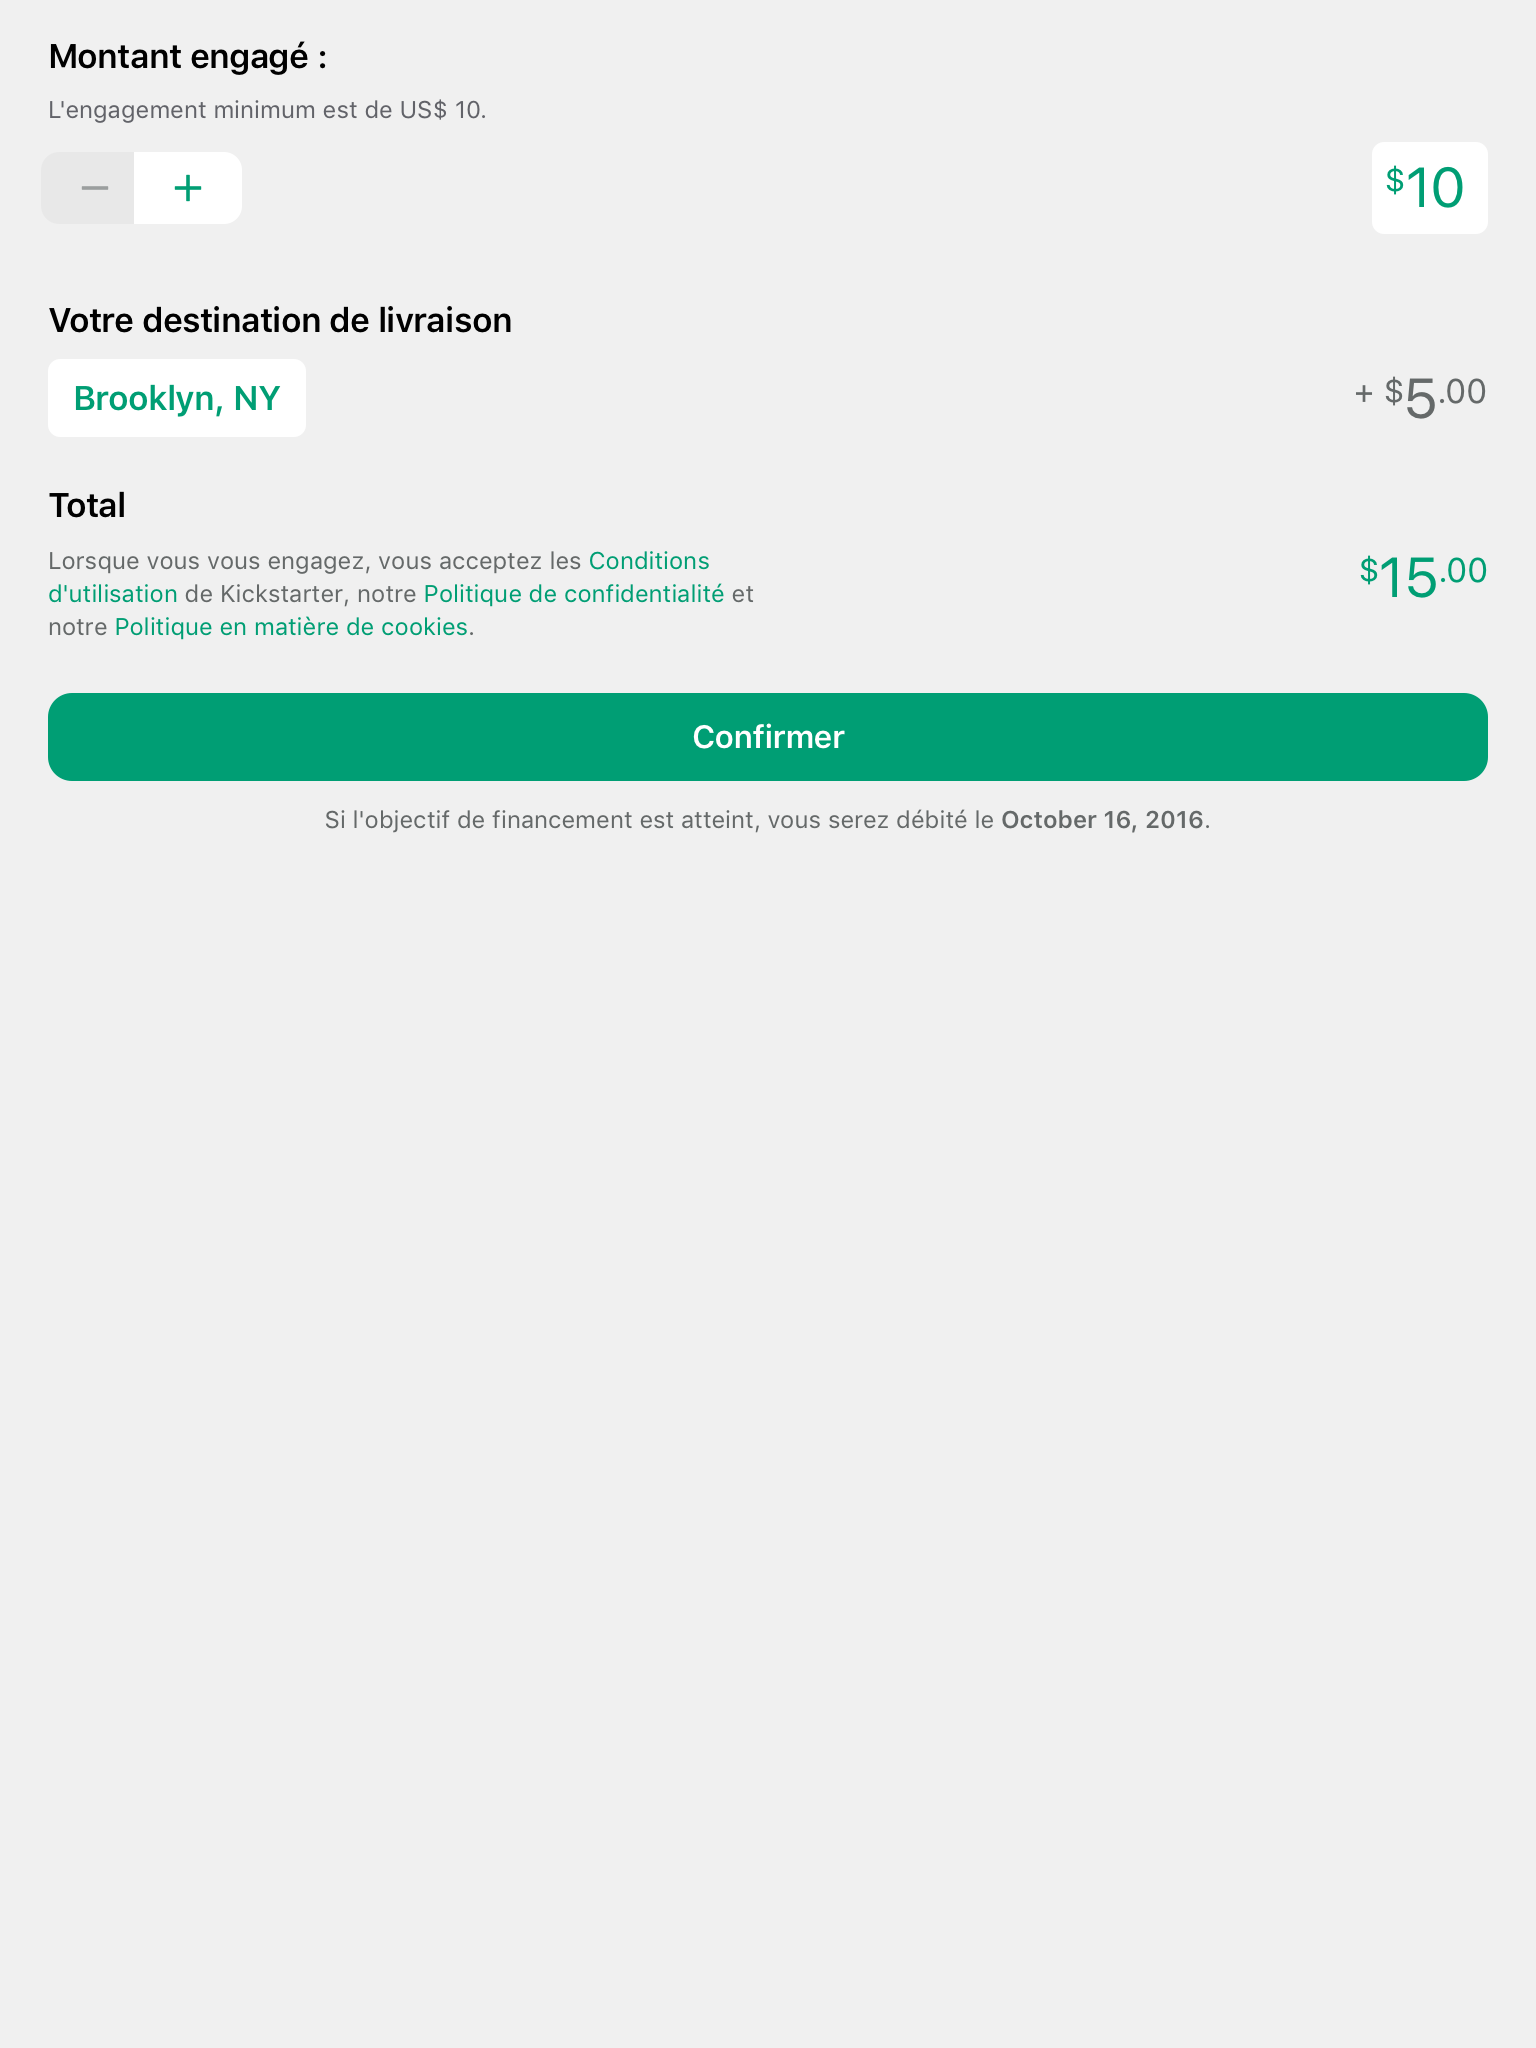 Montant engagé :
L'engagement minimum est de US$ 10.
− +
$10
Votre destination de livraison
Brooklyn, NY
+ $5.00
Total
Lorsque vous vous engagez, vous acceptez les Conditions
d'utilisation de Kickstarter, notre Politique de confidentialité et
notre Politique en matière de cookies.
$15.00
Confirmer
Si l'objectif de financement est atteint, vous serez débité le October 16, 2016.